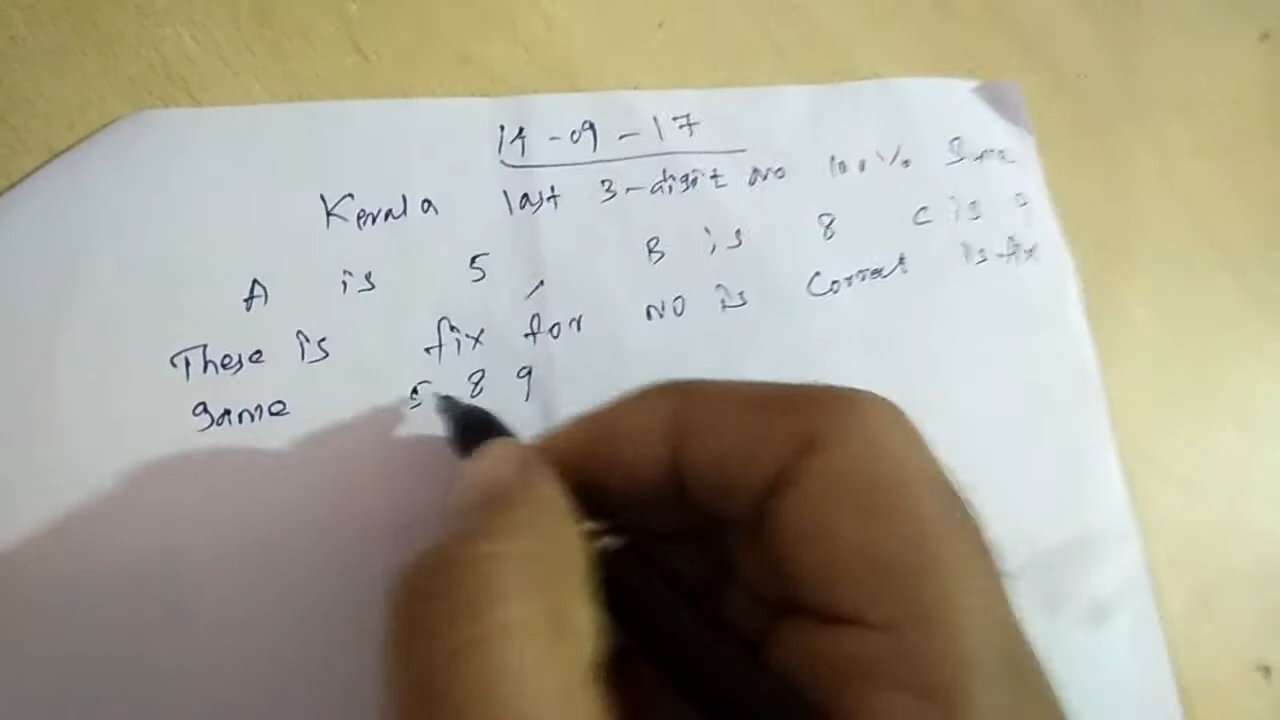 14-09-17
Kerala last 3-digit no 100% Sure
A is 5, B is 8 C is 9
These is fix for NO is Correct is fix
game 5 8 9